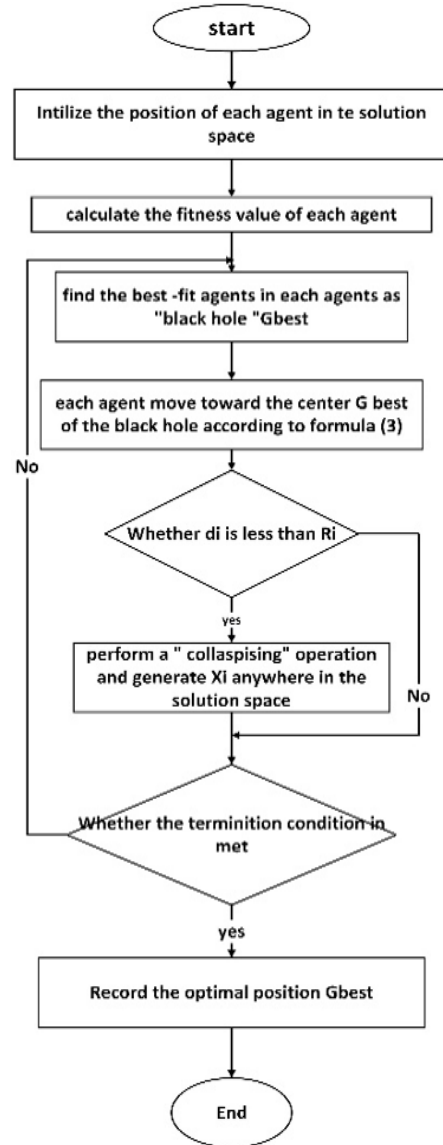 start
Intilize the position of each agent in te solution
space
calculate the fitness value of each agent
find the best -fit agents in each agents as
"black hole "Gbest
each agent move toward the center G best
of the black hole according to formula (3)
No
Whether di is less than Ri
yes
perform a " collaspising" operation
and generate Xi anywhere in the
solution space
No
Whether the terminition condition in
met
yes
Record the optimal position Gbest
End